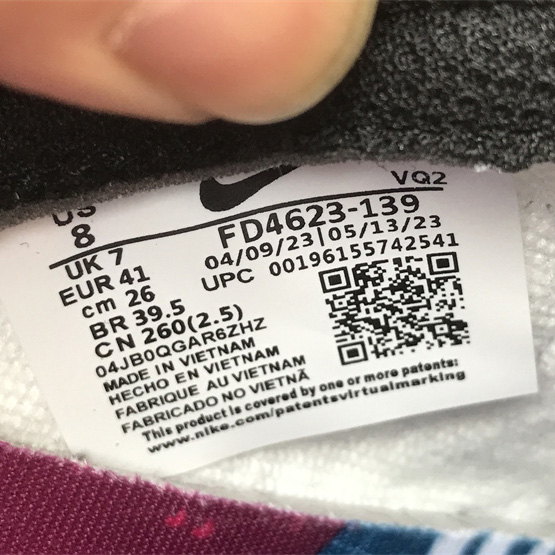 US
8
VQ2
UK 7
FD4623-139
EUR 41
04/09/23|05/13/23
cm 26
UPC 00196155742541
BR 39.5
CN 260(2.5)
04JB0QGAR6ZHZ
MADE IN VIETNAM
HECHO EN VIETNAM
FABRIQUE AU VIETNAM
FABRICADO NO VIETNÃ
This product is covered by one or more patents:
www.nike.com/patentsvirtualmarking